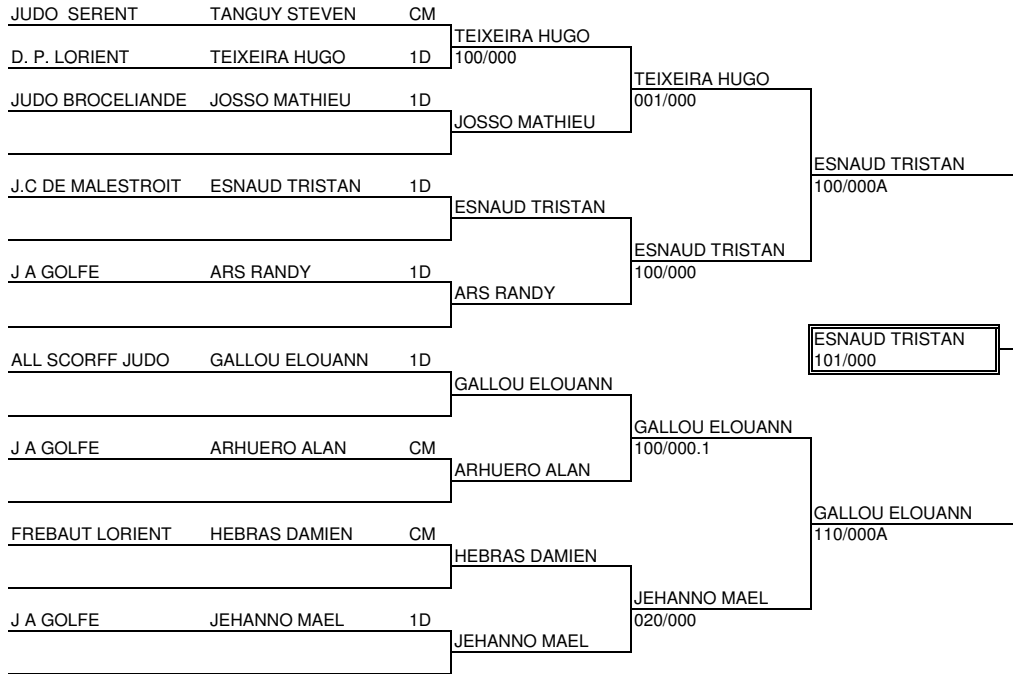 JUDO SERENT TANGUY STEVEN CM
TEIXEIRA HUGO
D. P. LORIENT TEIXEIRA HUGO 1D 100/000
TEIXEIRA HUGO
JUDO BROCELIANDE JOSSO MATHIEU 1D 001/000
JOSSO MATHIEU
ESNAUD TRISTAN
J.C DE MALESTROIT ESNAUD TRISTAN 1D 100/000A
ESNAUD TRISTAN
ESNAUD TRISTAN
J A GOLFE ARS RANDY 1D 100/000
ARS RANDY
ESNAUD TRISTAN
ALL SCORFF JUDO GALLOU ELOUANN 1D 101/000
GALLOU ELOUANN
GALLOU ELOUANN
J A GOLFE ARHUERO ALAN CM 100/000.1
ARHUERO ALAN
GALLOU ELOUANN
FREBAUT LORIENT HEBRAS DAMIEN CM 110/000A
HEBRAS DAMIEN
JEHANNO MAEL
J A GOLFE JEHANNO MAEL 1D 020/000
JEHANNO MAEL